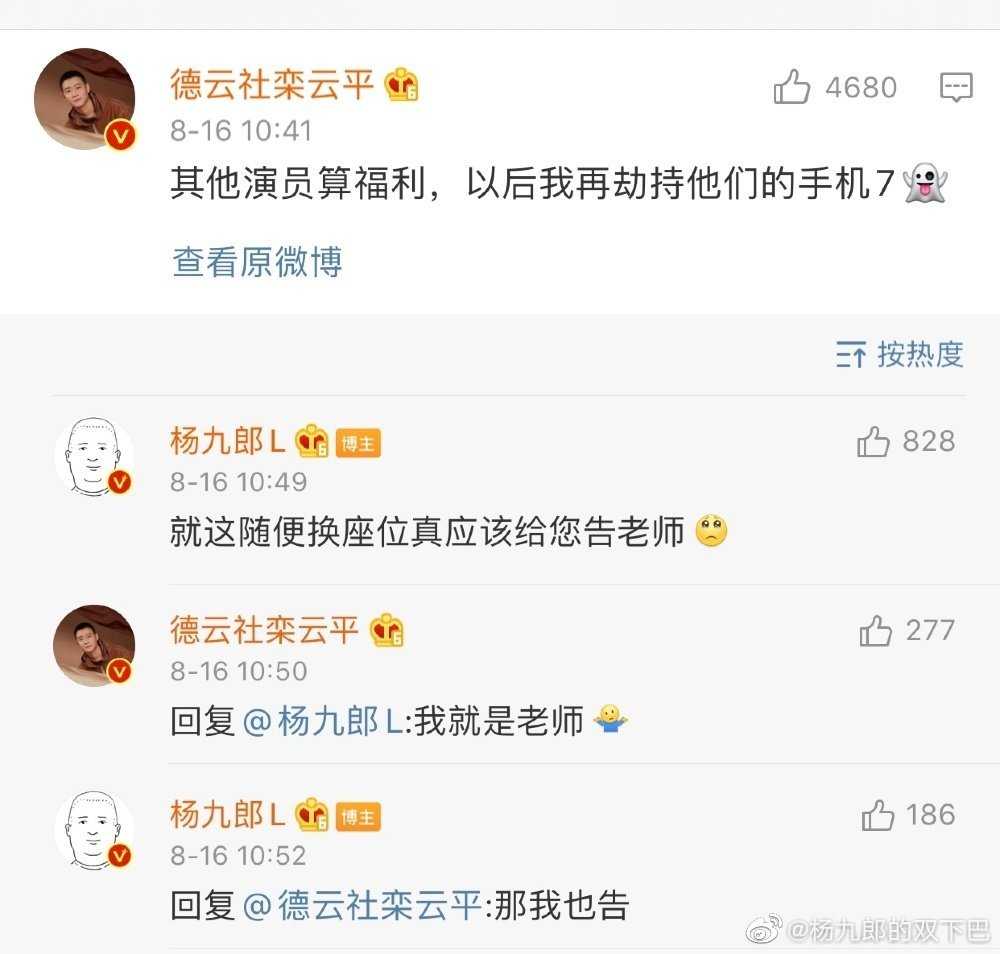 德云社栾云平 6 4680
8-16 10:41
其他演员算福利，以后我再劫持他们的手机7👻
查看原微博
按热度
杨九郎L 6 博主 828
8-16 10:49
就这随便换座位真应该给您告老师
德云社栾云平 6 277
8-16 10:50
回复@杨九郎L:我就是老师🤷‍♂️
杨九郎L 6 博主 186
8-16 10:52
回复@德云社栾云平:那我也告
@杨九郎的双下巴